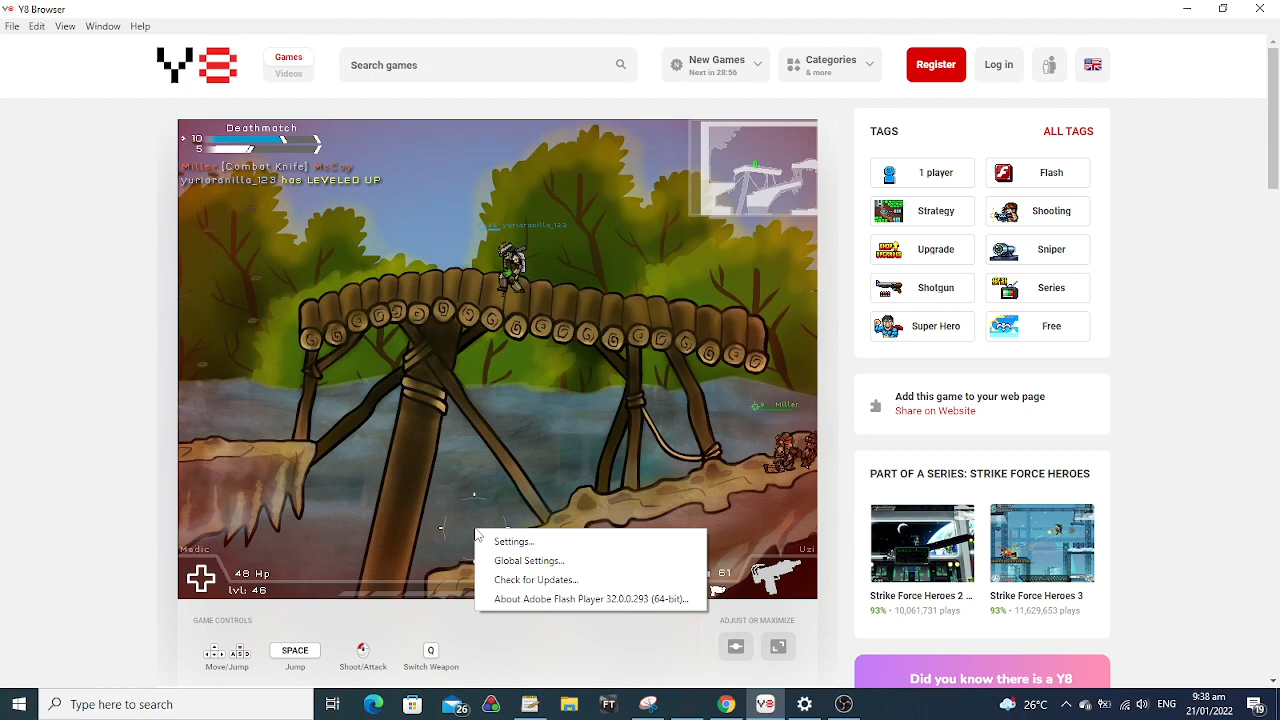 Y8 Browser
File Edit View Window Help
Y8
Games
Videos
Search games
New Games
Next in 28:56
Categories
& more
Register
Log in
Deathmatch
> 10
5
Miller [Combat Knife] McCoy
yuriaranilla_123 has LEVELED UP
46 yuriaranilla_123
Miller
Medic
48 Hp
lvl: 46
Uzi
61
Settings...
Global Settings...
Check for Updates...
About Adobe Flash Player 32.0.0.293 (64-bit)...
GAME CONTROLS
A S D
Move/Jump
SPACE
Jump
Shoot/Attack
Q
Switch Weapon
ADJUST OR MAXIMIZE
TAGS
ALL TAGS
1 player
Flash
Strategy
Shooting
Upgrade
Sniper
Shotgun
Series
Super Hero
Free
Add this game to your web page
Share on Website
PART OF A SERIES: STRIKE FORCE HEROES
Strike Force Heroes 2 ...
93% • 10,061,731 plays
Strike Force Heroes 3
93% • 11,629,653 plays
Did you know there is a Y8
Type here to search
26
FT
26°C
ENG
9:38 am
21/01/2022